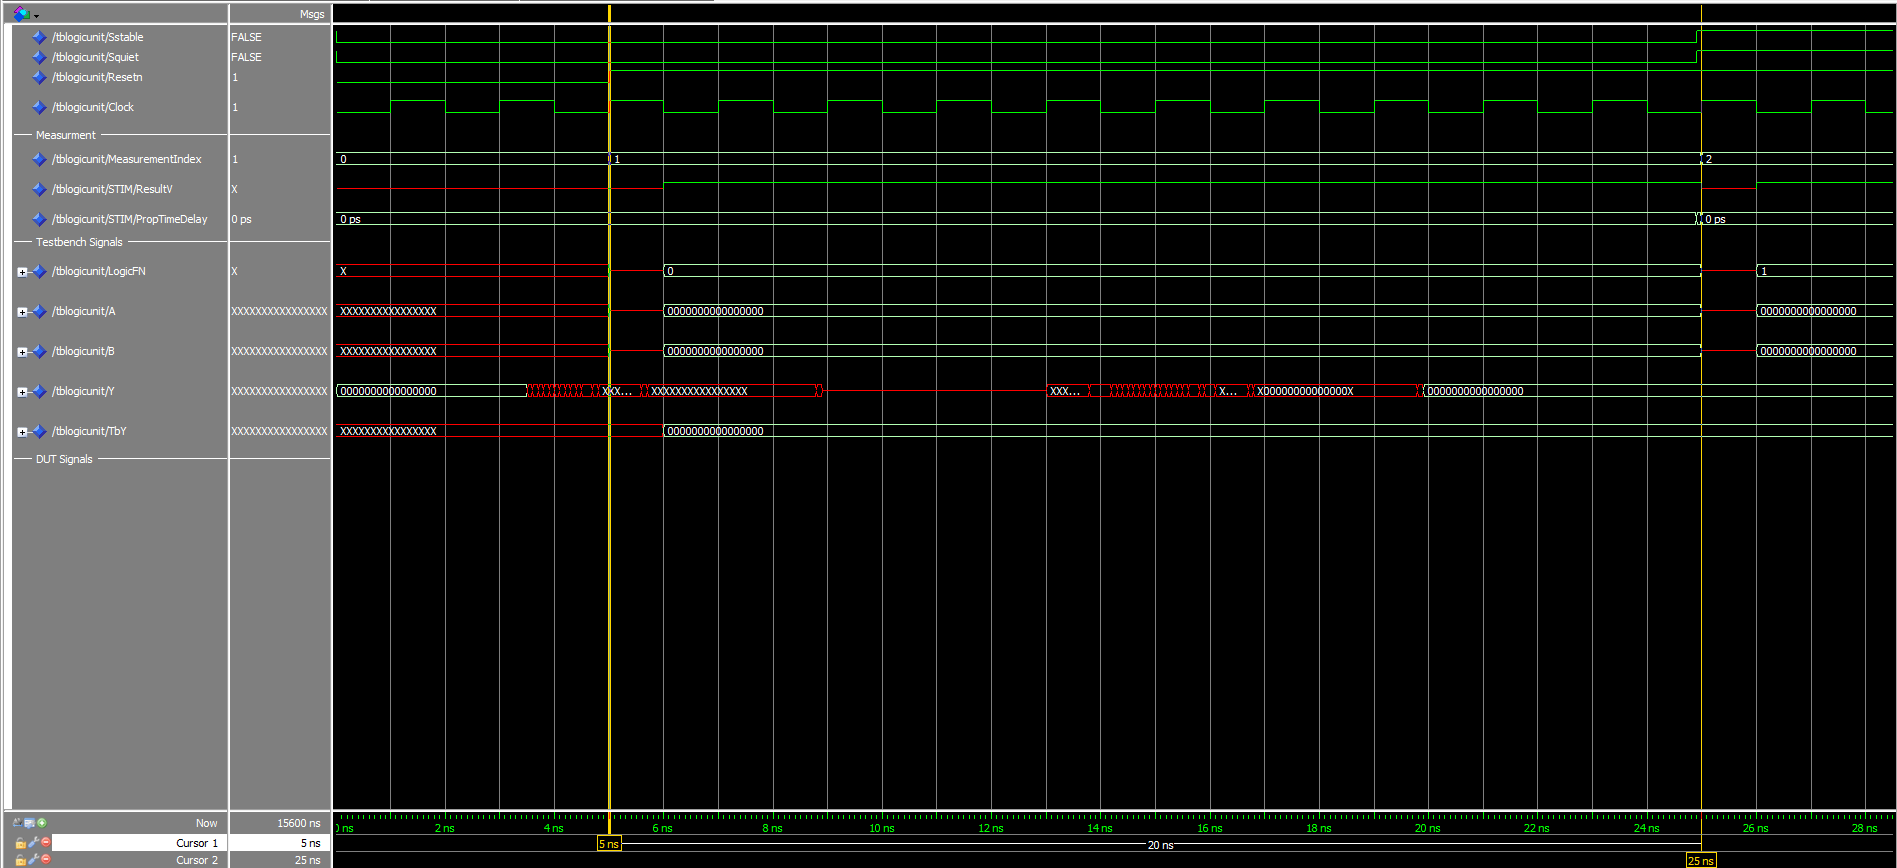 Msgs
/tblogicunit/Sstable FALSE
/tblogicunit/Squiet FALSE
/tblogicunit/Resetn 1
/tblogicunit/Clock 1
Measurment
/tblogicunit/MeasurementIndex 1 0 1 2
/tblogicunit/STIM/ResultV X
/tblogicunit/STIM/PropTimeDelay 0 ps 0 ps 0 ps
Testbench Signals
/tblogicunit/LogicFN X X 0 1
/tblogicunit/A XXXXXXXXXXXXXXXX XXXXXXXXXXXXXXXX 0000000000000000 0000000000000000
/tblogicunit/B XXXXXXXXXXXXXXXX XXXXXXXXXXXXXXXX 0000000000000000 0000000000000000
/tblogicunit/Y XXXXXXXXXXXXXXXX 0000000000000000 XXX... XXXXXXXXXXXXXXXX XXX... X... X00000000000000X 0000000000000000
/tblogicunit/TbY XXXXXXXXXXXXXXXX XXXXXXXXXXXXXXXX 0000000000000000
DUT Signals
Now 15600 ns ns 2 ns 4 ns 6 ns 8 ns 10 ns 12 ns 14 ns 16 ns 18 ns 20 ns 22 ns 24 ns 26 ns 28 ns
Cursor 1 5 ns 5 ns 20 ns
Cursor 2 25 ns 25 ns